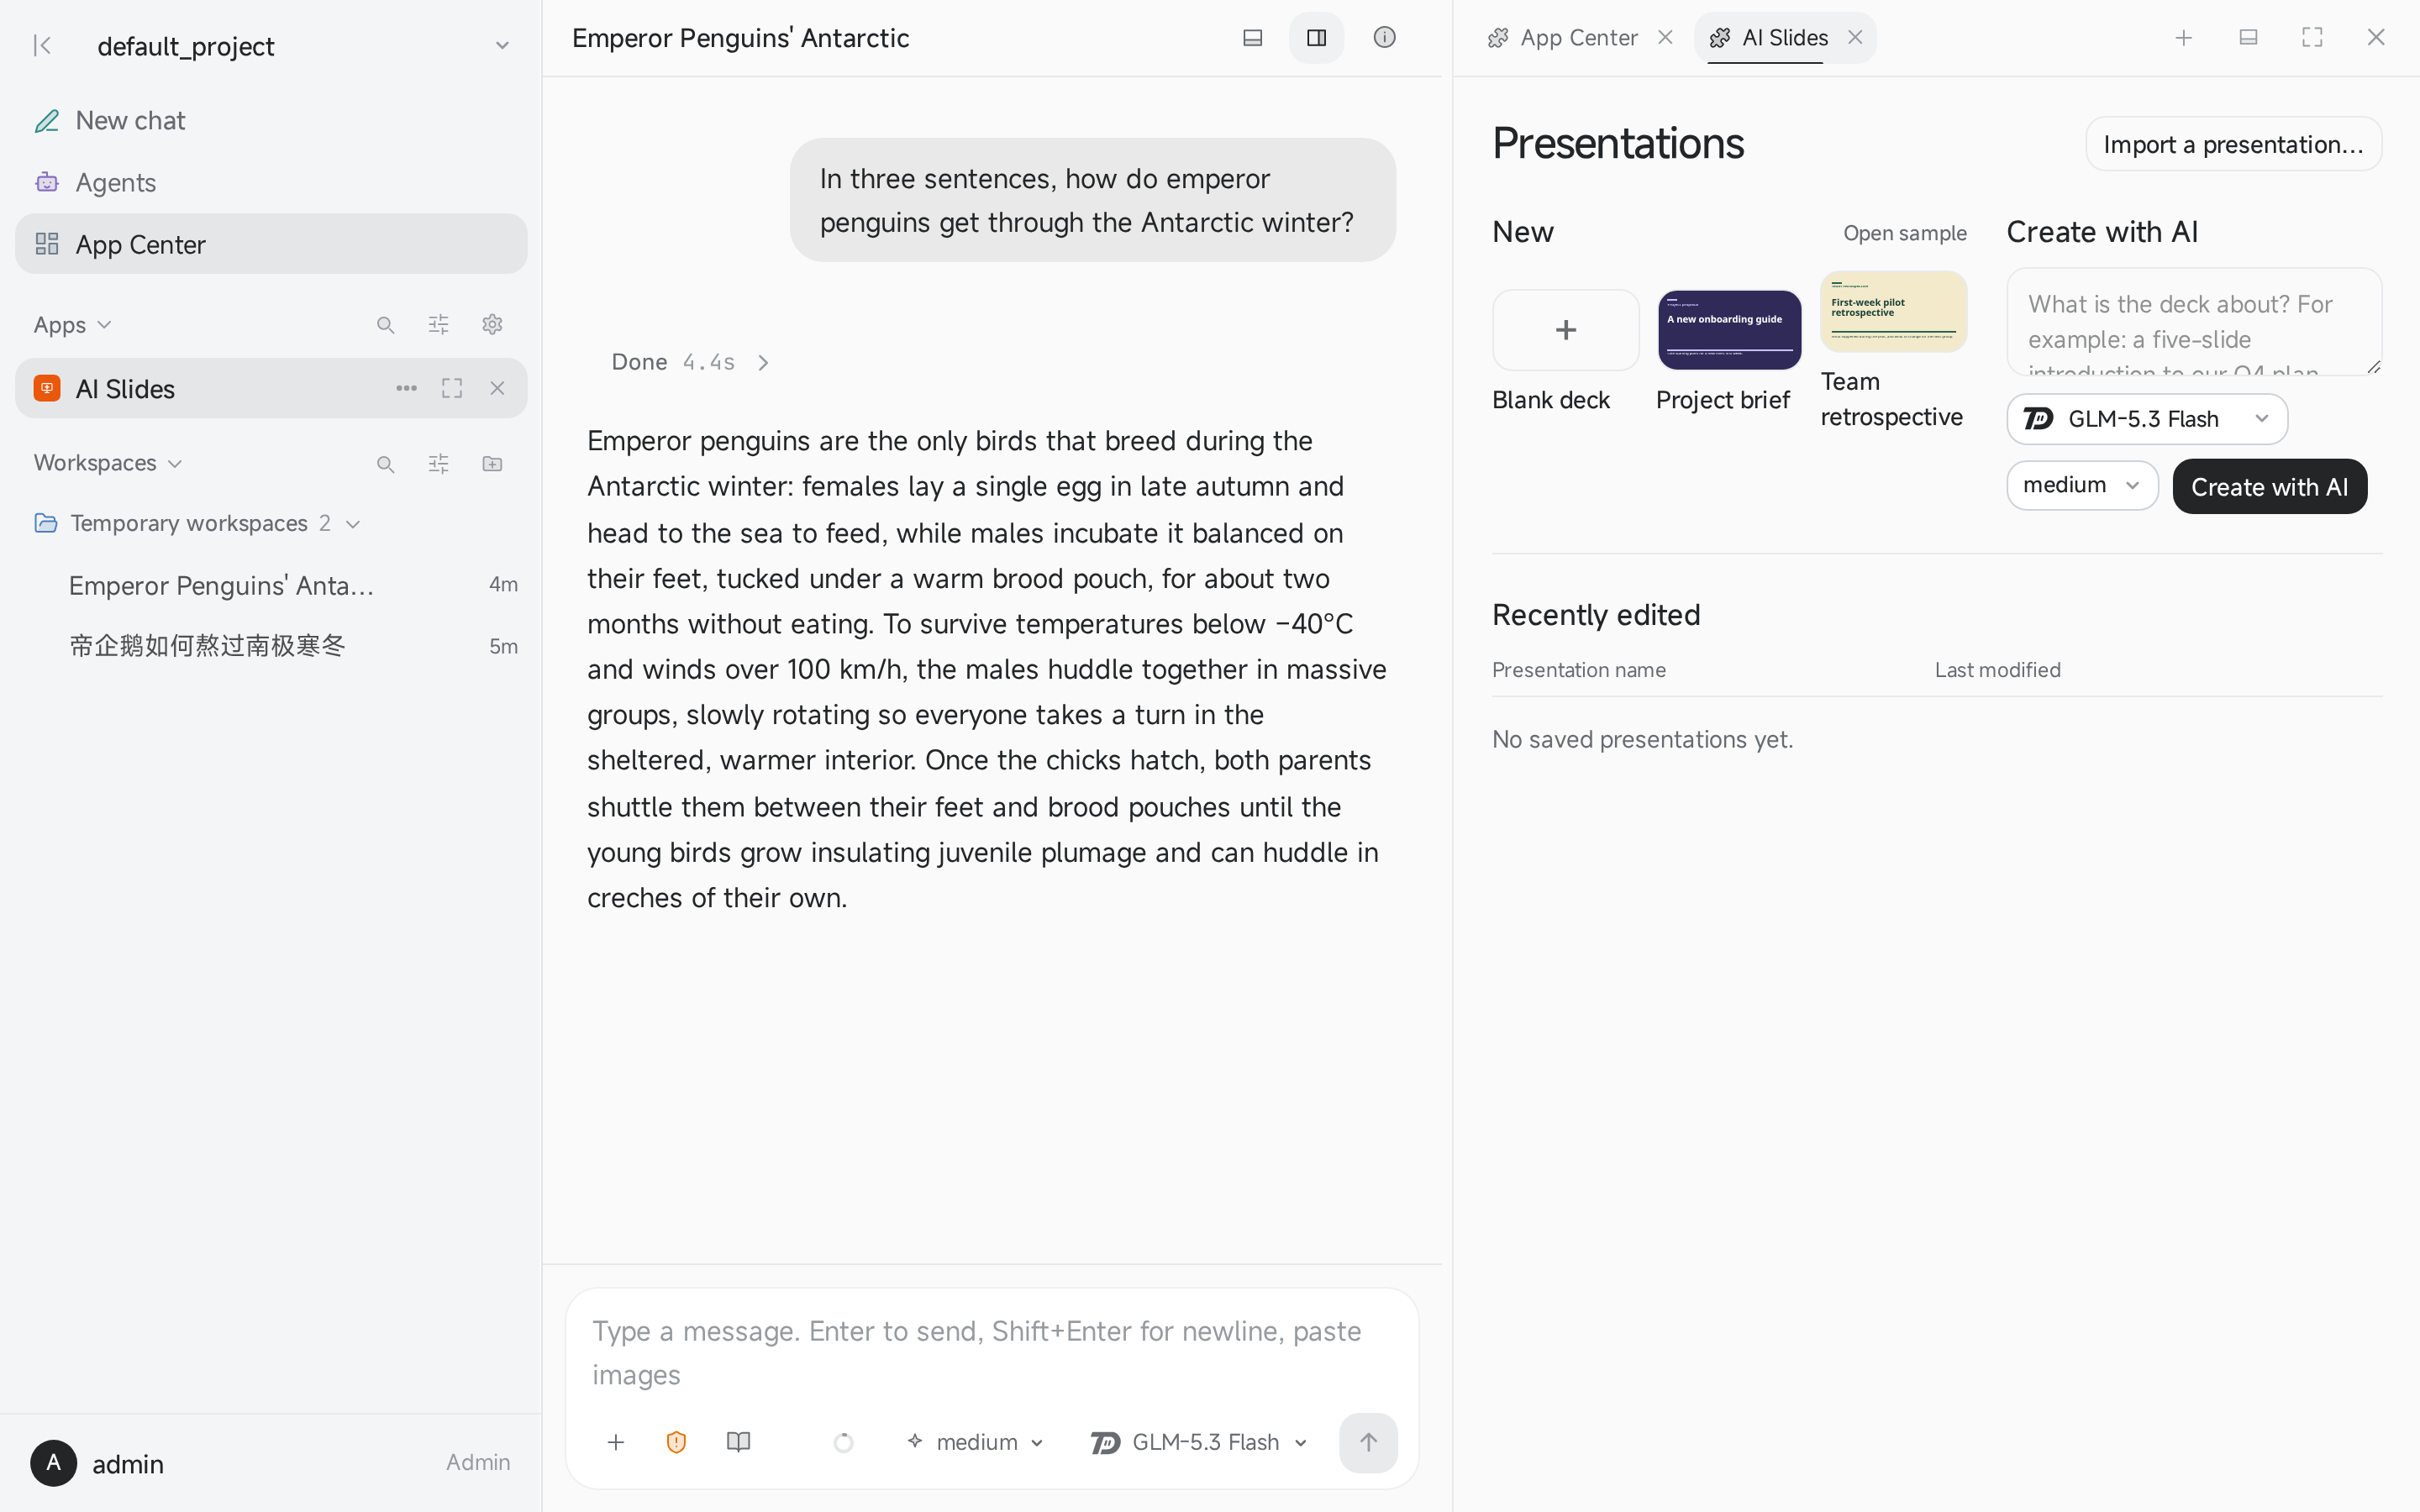 default_project
New chat
Agents
App Center
Apps
AI Slides
Workspaces
Temporary workspaces 2
Emperor Penguins' Anta... 4m
帝企鹅如何熬过南极寒冬 5m
A admin Admin
Emperor Penguins' Antarctic
In three sentences, how do emperor
penguins get through the Antarctic winter?
Done 4.4s
Emperor penguins are the only birds that breed during the
Antarctic winter: females lay a single egg in late autumn and
head to the sea to feed, while males incubate it balanced on
their feet, tucked under a warm brood pouch, for about two
months without eating. To survive temperatures below −40°C
and winds over 100 km/h, the males huddle together in massive
groups, slowly rotating so everyone takes a turn in the
sheltered, warmer interior. Once the chicks hatch, both parents
shuttle them between their feet and brood pouches until the
young birds grow insulating juvenile plumage and can huddle in
creches of their own.
Type a message. Enter to send, Shift+Enter for newline, paste
images
medium GLM-5.3 Flash
App Center AI Slides
Presentations
Import a presentation...
New Open sample
Blank deck
A new onboarding guide
Project brief
First-week pilot
retrospective
Team
retrospective
Create with AI
What is the deck about? For
example: a five-slide
introduction to our Q4 plan
GLM-5.3 Flash
medium Create with AI
Recently edited
Presentation name Last modified
No saved presentations yet.